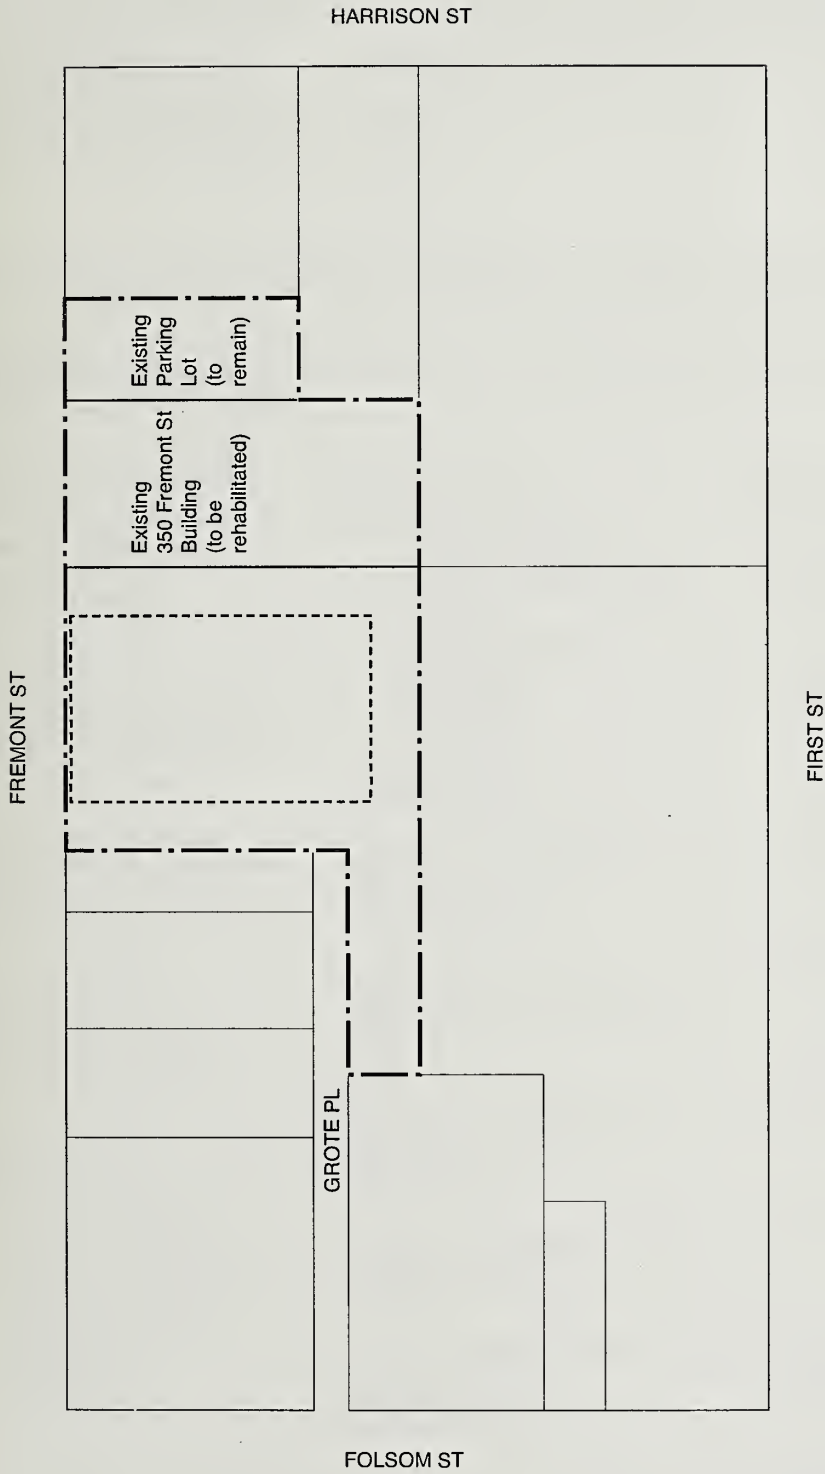 HARRISON ST
Existing
Parking
Lot
(to
remain)
Existing
350 Fremont St
Building
(to be
rehabilitated)
FREMONT ST
FIRST ST
GROTE PL
FOLSOM ST